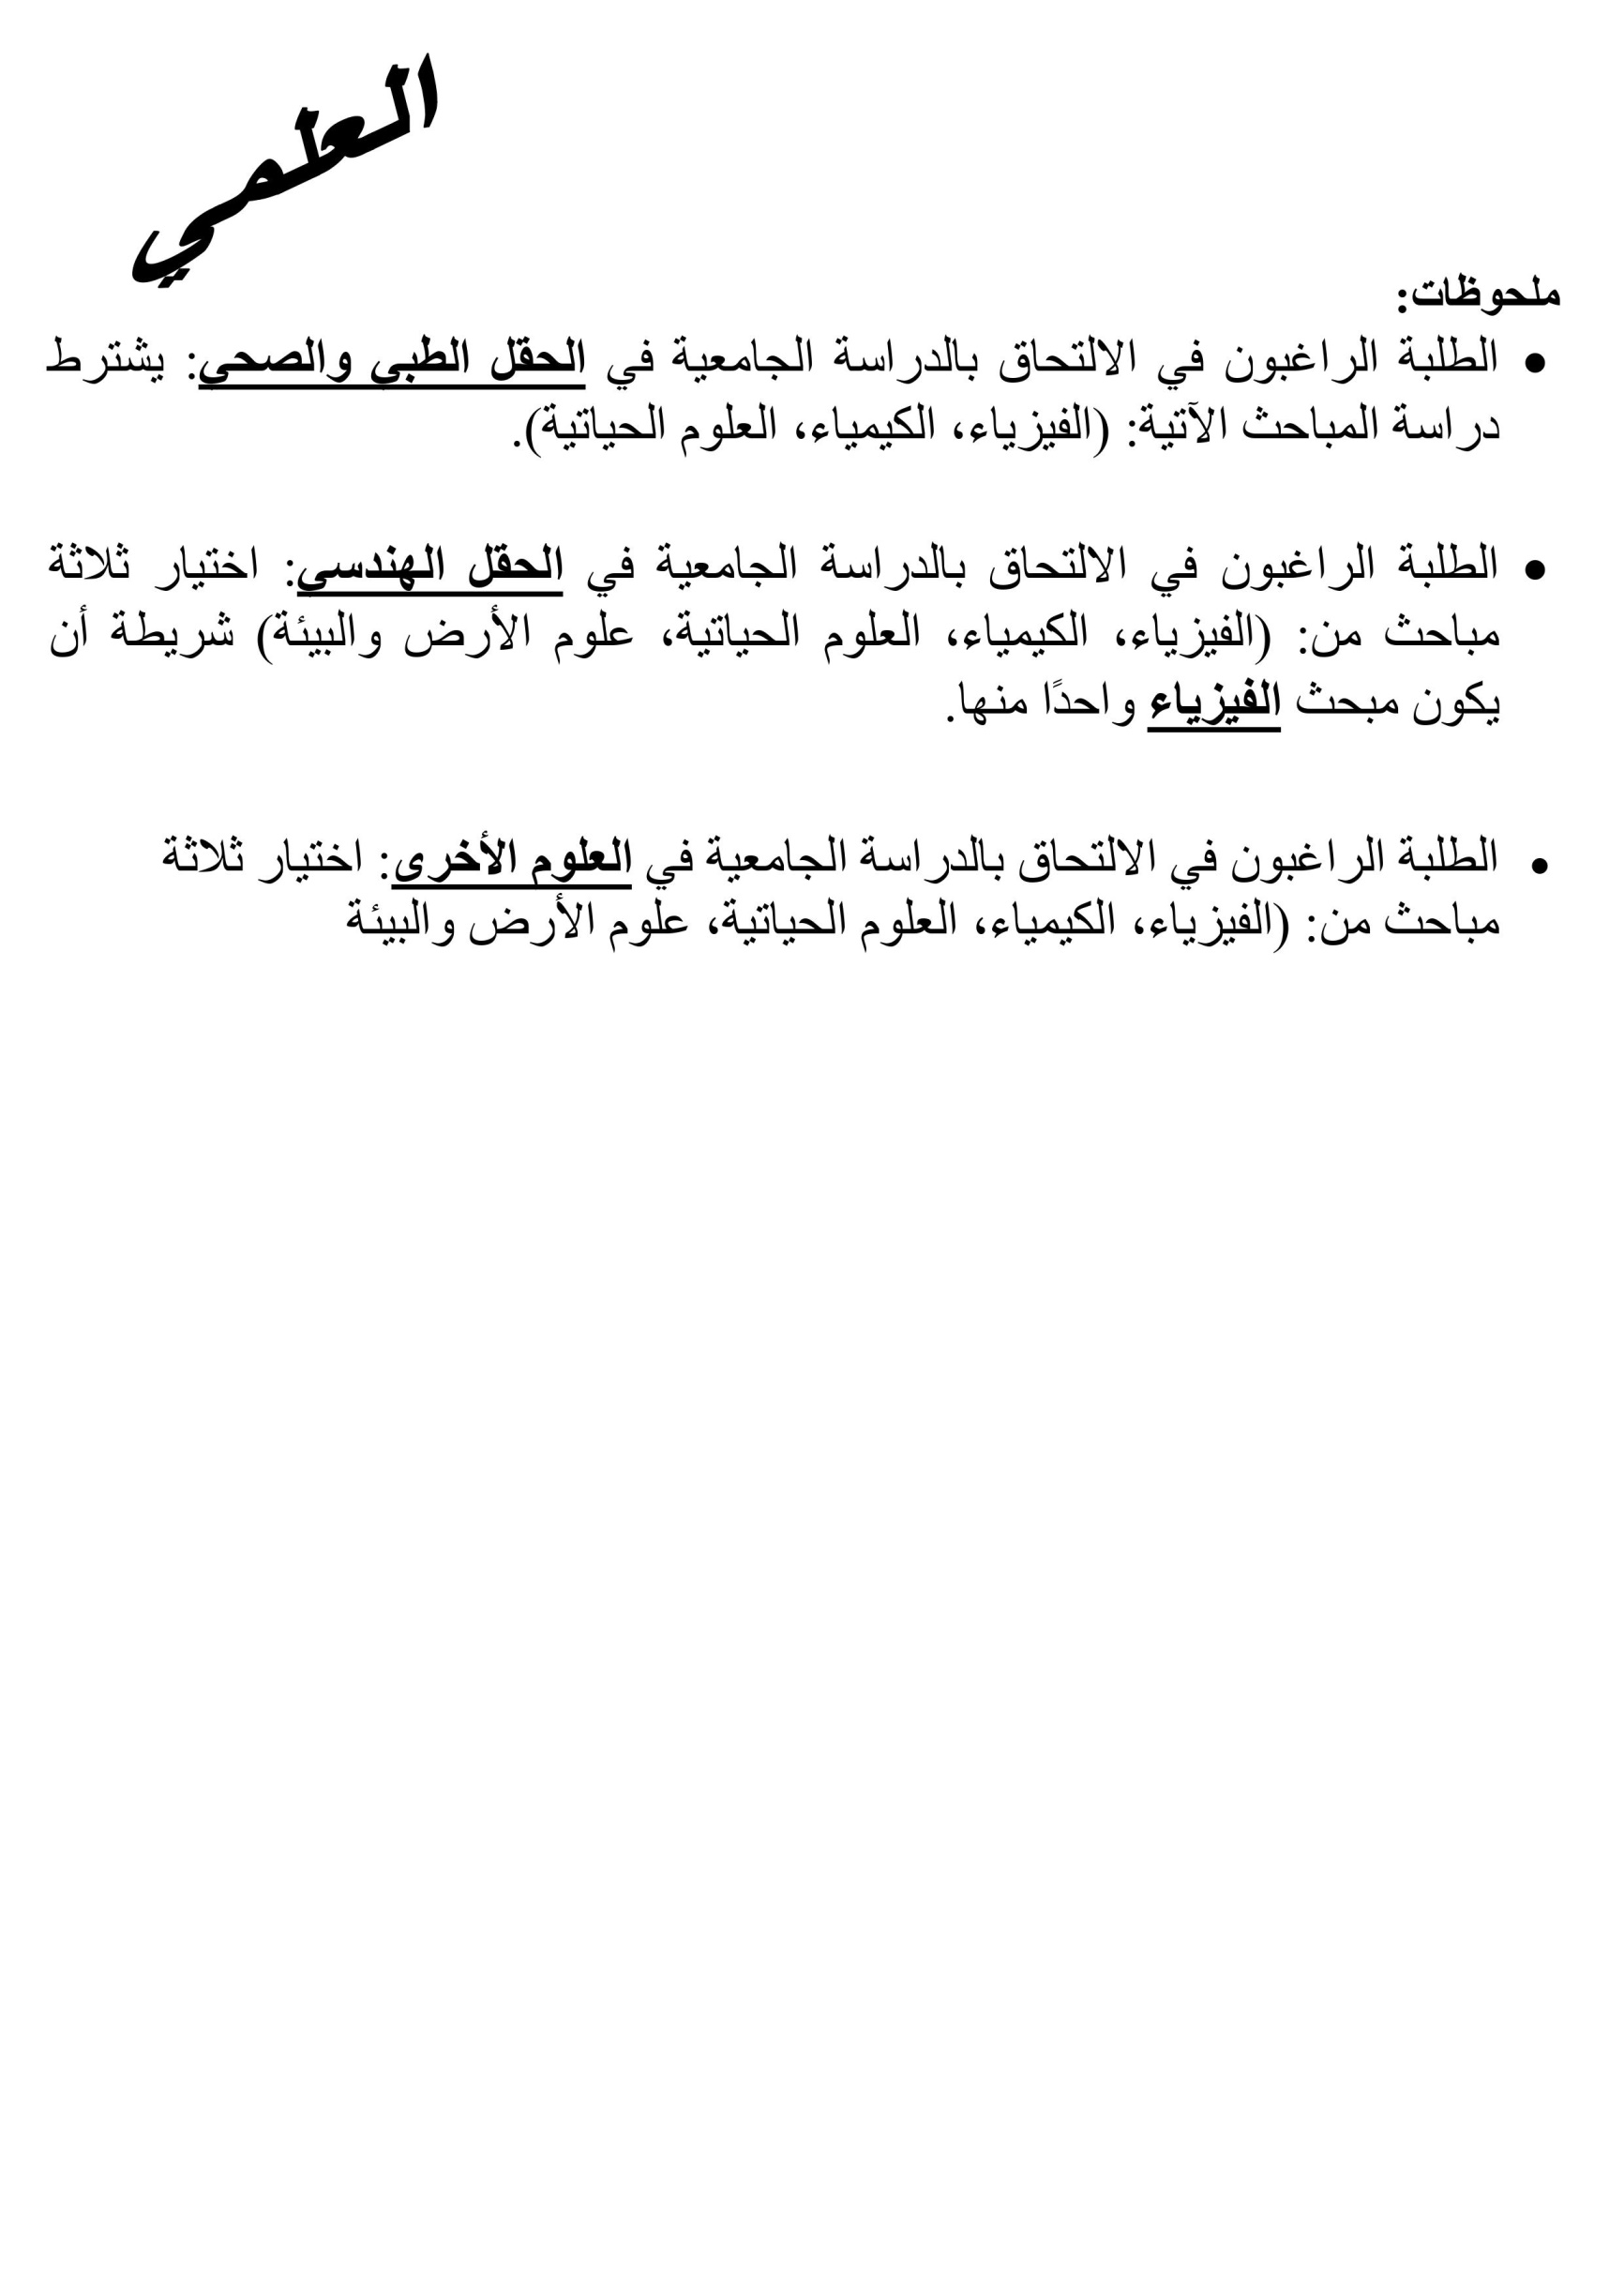 العلمي
ملحوظات:
• الطلبة الراغبون في الالتحاق بالدراسة الجامعية في الحقل الطبي والصحي: يشترط
دراسة المباحث الآتية: (الفيزياء، الكيمياء، العلوم الحياتية).
• الطلبة الراغبون في الالتحاق بالدراسة الجامعية في الحقل الهندسي: اختيار ثلاثة
مباحث من: (الفيزياء، الكيمياء، العلوم الحياتية، علوم الأرض والبيئة) شريطة أن
يكون مبحث الفيزياء واحدًا منها.
• الطلبة الراغبون في الالتحاق بالدراسة الجامعية في العلوم الأخرى: اختيار ثلاثة
مباحث من: (الفيزياء، الكيمياء، العلوم الحياتية، علوم الأرض والبيئة